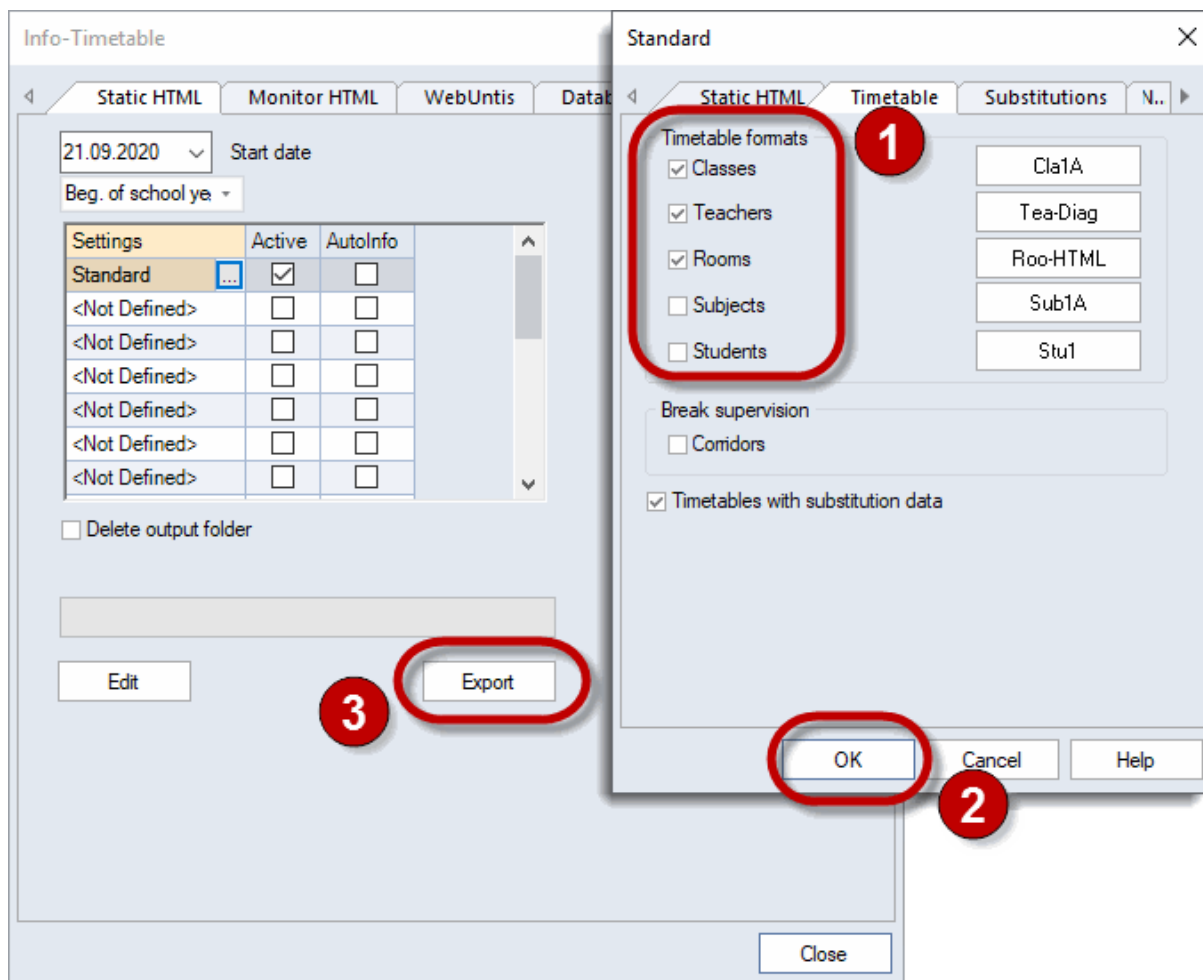 Info-Timetable
Static HTML Monitor HTML WebUntis Datab
21.09.2020 Start date
Beg. of school ye
Settings Active AutoInfo
Standard ...
<Not Defined>
<Not Defined>
<Not Defined>
<Not Defined>
<Not Defined>
<Not Defined>
Delete output folder
Edit Export
3
Close
Standard
Static HTML Timetable Substitutions N..
1
Timetable formats
Classes Cla1A
Teachers Tea-Diag
Rooms Roo-HTML
Subjects Sub1A
Students Stu1
Break supervision
Corridors
Timetables with substitution data
OK Cancel Help
2